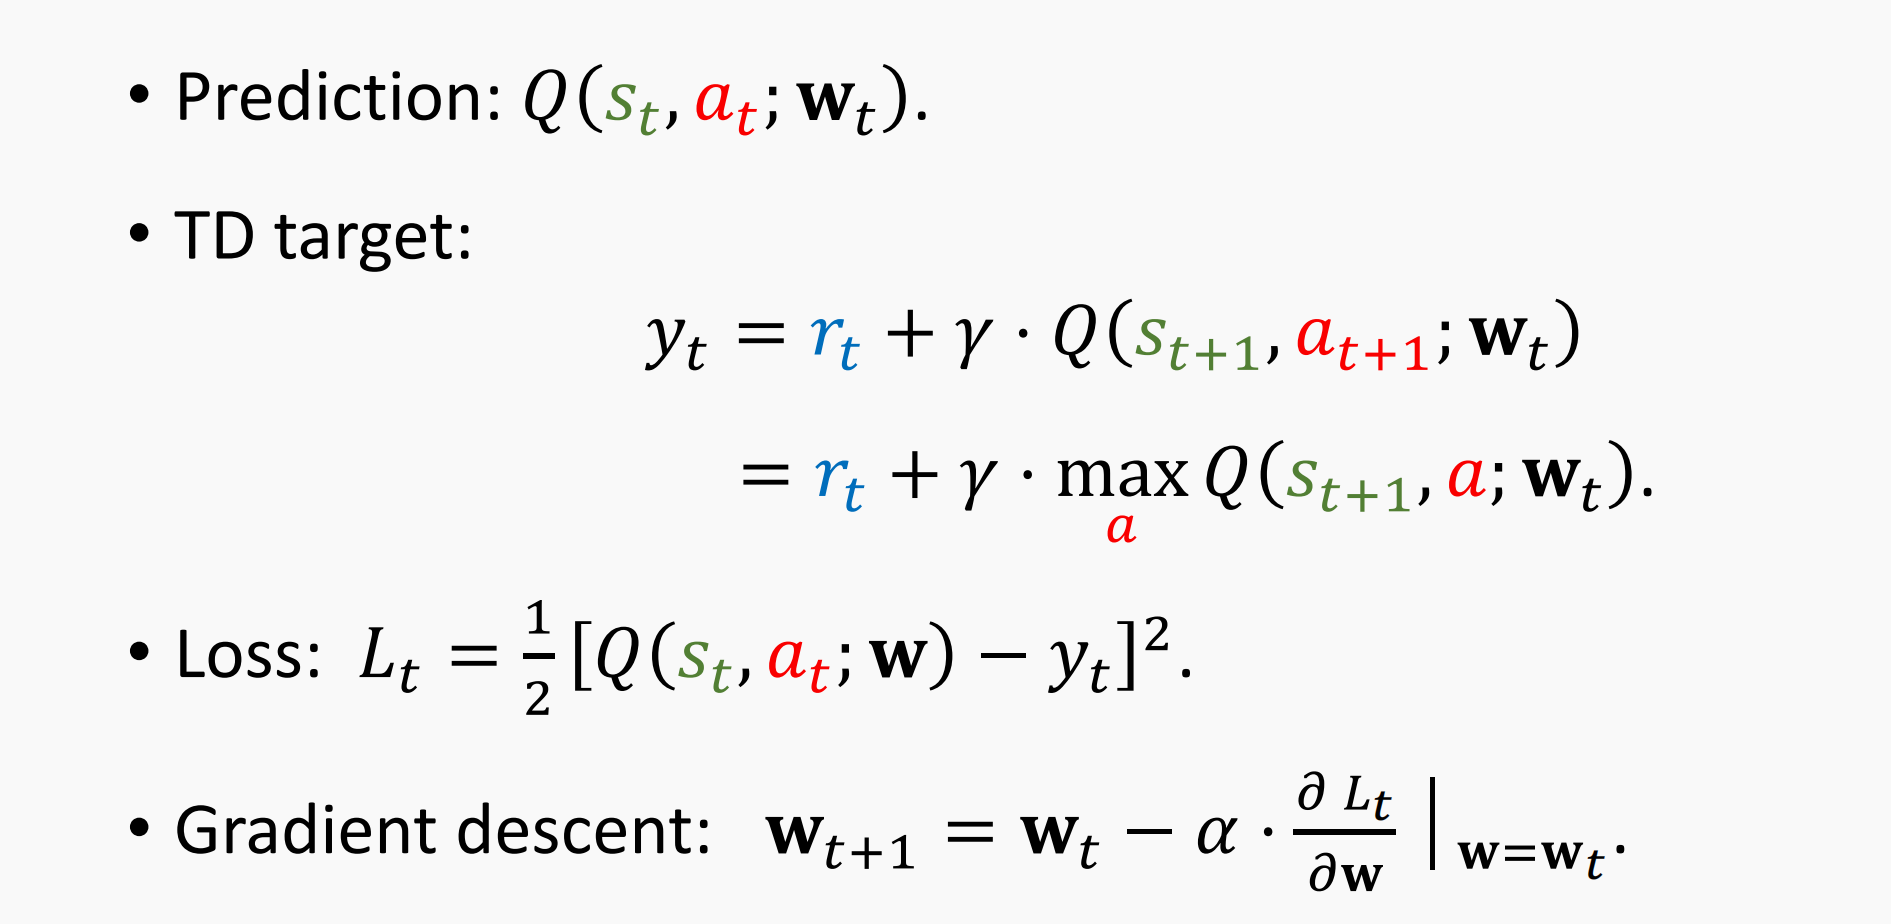 • Prediction: Q(s_t, a_t; w_t).
• TD target:
y_t = r_t + γ · Q(s_{t+1}, a_{t+1}; w_t)
= r_t + γ · max_a Q(s_{t+1}, a; w_t).
• Loss: L_t = 1/2 [Q(s_t, a_t; w) − y_t]².
• Gradient descent: w_{t+1} = w_t − α · ∂ L_t / ∂w |_{w=w_t}.